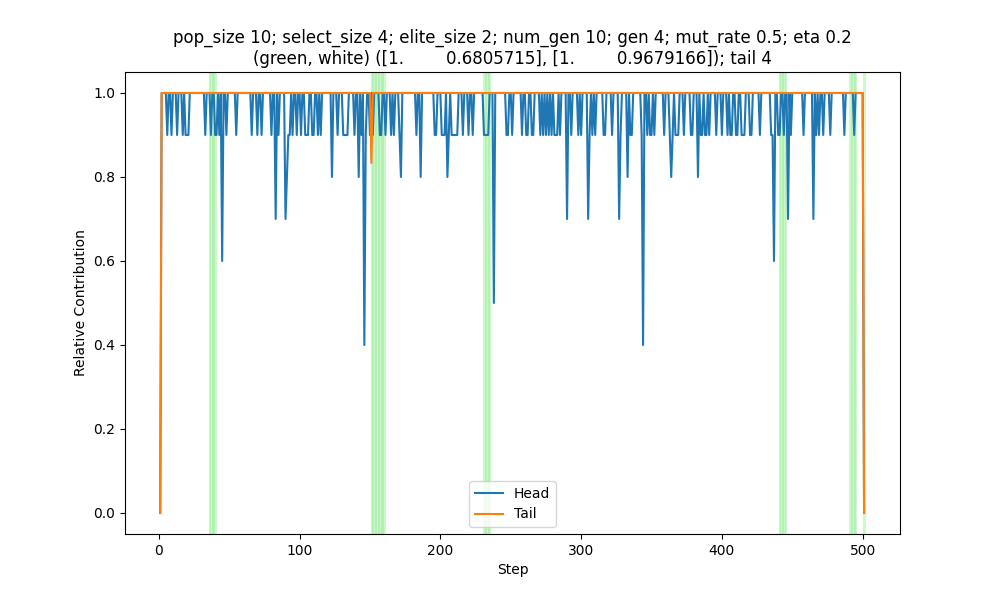 pop_size 10; select_size 4; elite_size 2; num_gen 10; gen 4; mut_rate 0.5; eta 0.2
(green, white) ([1.        0.6805715], [1.        0.9679166]); tail 4
1.0
0.8
0.6
0.4
0.2
0.0
Relative Contribution
Head
Tail
0
100
200
300
400
500
Step